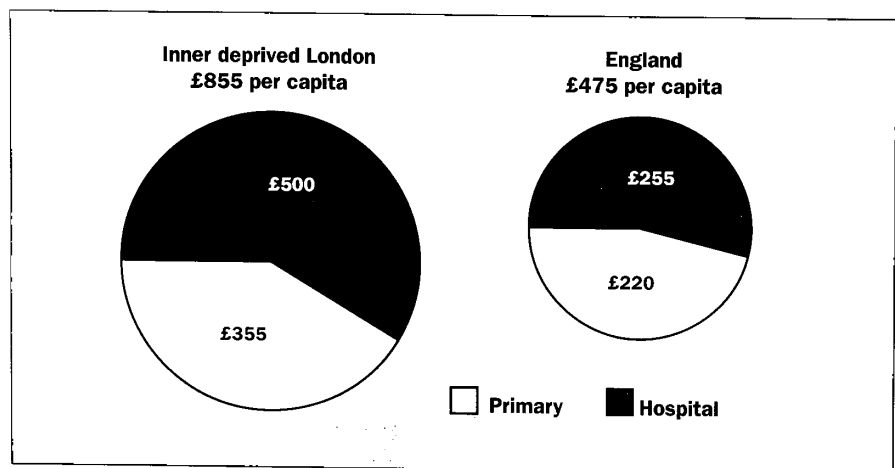 Inner deprived London
£855 per capita
England
£475 per capita
£500
£355
£255
£220
Primary
Hospital